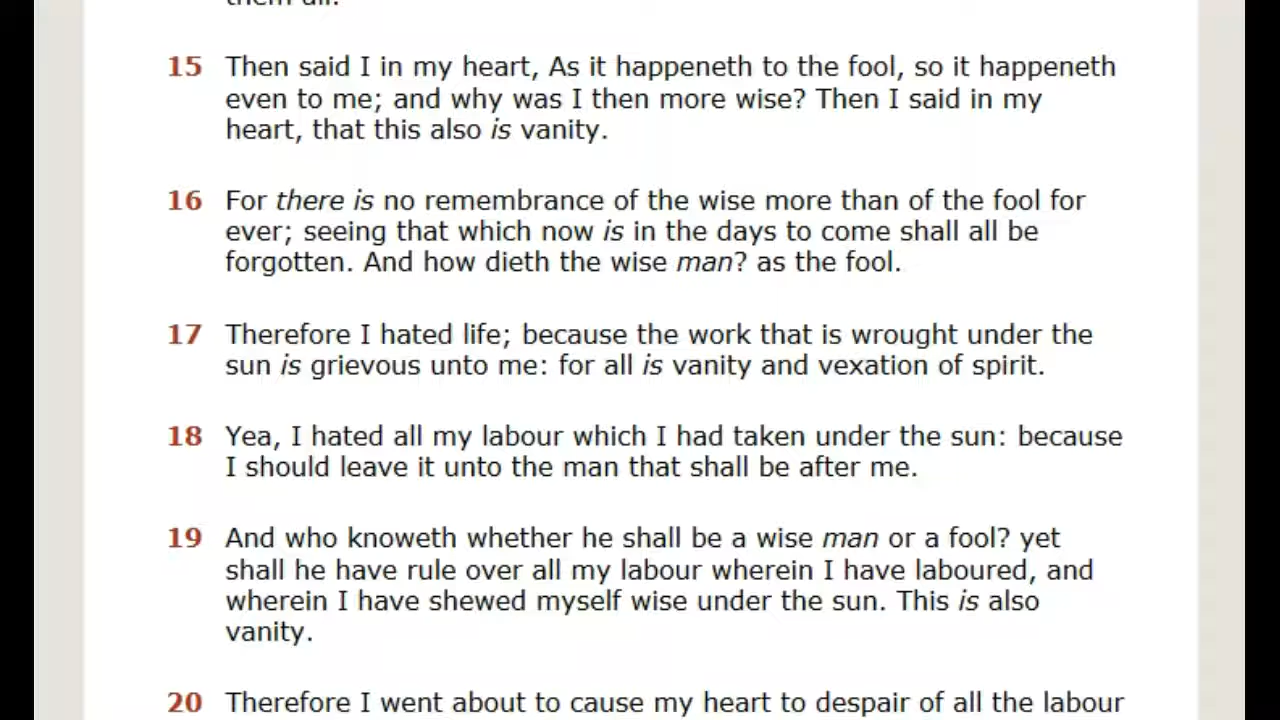 them all.
15 Then said I in my heart, As it happeneth to the fool, so it happeneth
even to me; and why was I then more wise? Then I said in my
heart, that this also is vanity.
16 For there is no remembrance of the wise more than of the fool for
ever; seeing that which now is in the days to come shall all be
forgotten. And how dieth the wise man? as the fool.
17 Therefore I hated life; because the work that is wrought under the
sun is grievous unto me: for all is vanity and vexation of spirit.
18 Yea, I hated all my labour which I had taken under the sun: because
I should leave it unto the man that shall be after me.
19 And who knoweth whether he shall be a wise man or a fool? yet
shall he have rule over all my labour wherein I have laboured, and
wherein I have shewed myself wise under the sun. This is also
vanity.
20 Therefore I went about to cause my heart to despair of all the labour